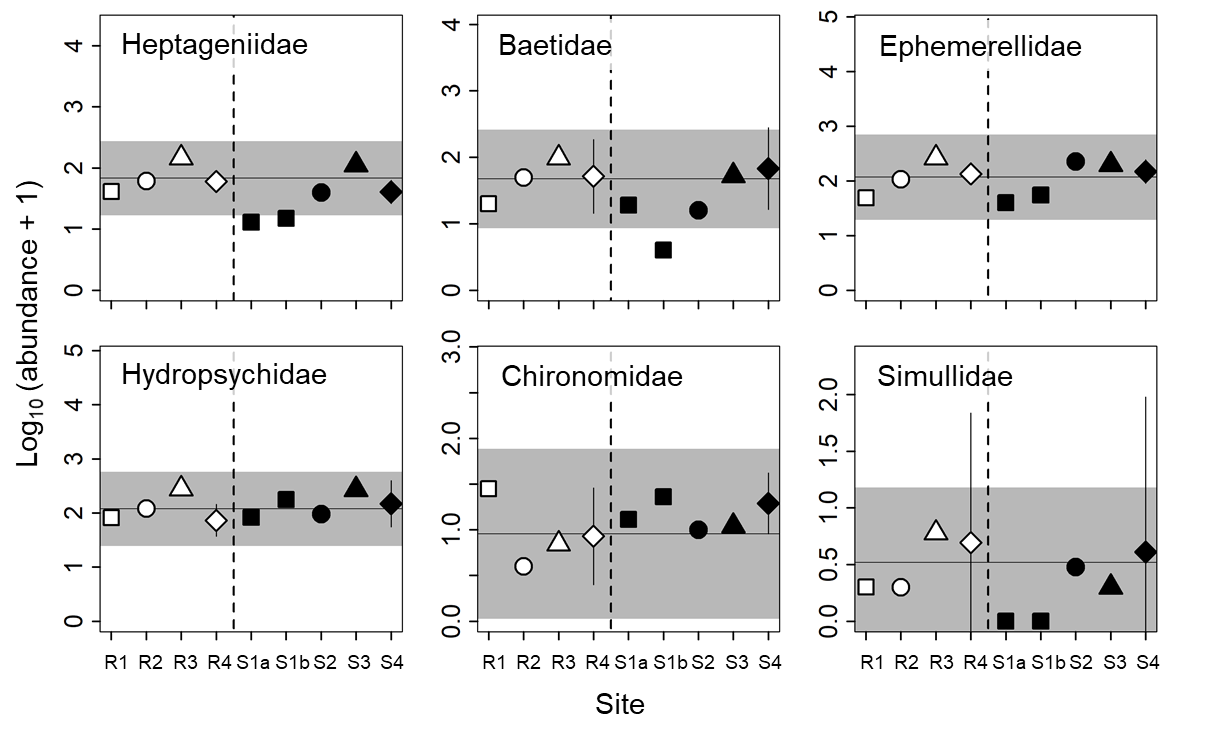 Heptageniidae
Baetidae
Ephemerellidae
4
3
2
1
0
4
3
2
1
0
5
4
3
2
1
0
Log10 (abundance + 1)
Hydropsychidae
Chironomidae
Simullidae
5
4
3
2
1
0
3.0
2.0
1.0
0.0
2.0
1.5
1.0
0.5
0.0
R1 R2 R3 R4 S1a S1b S2 S3 S4
R1 R2 R3 R4 S1a S1b S2 S3 S4
R1 R2 R3 R4 S1a S1b S2 S3 S4
Site